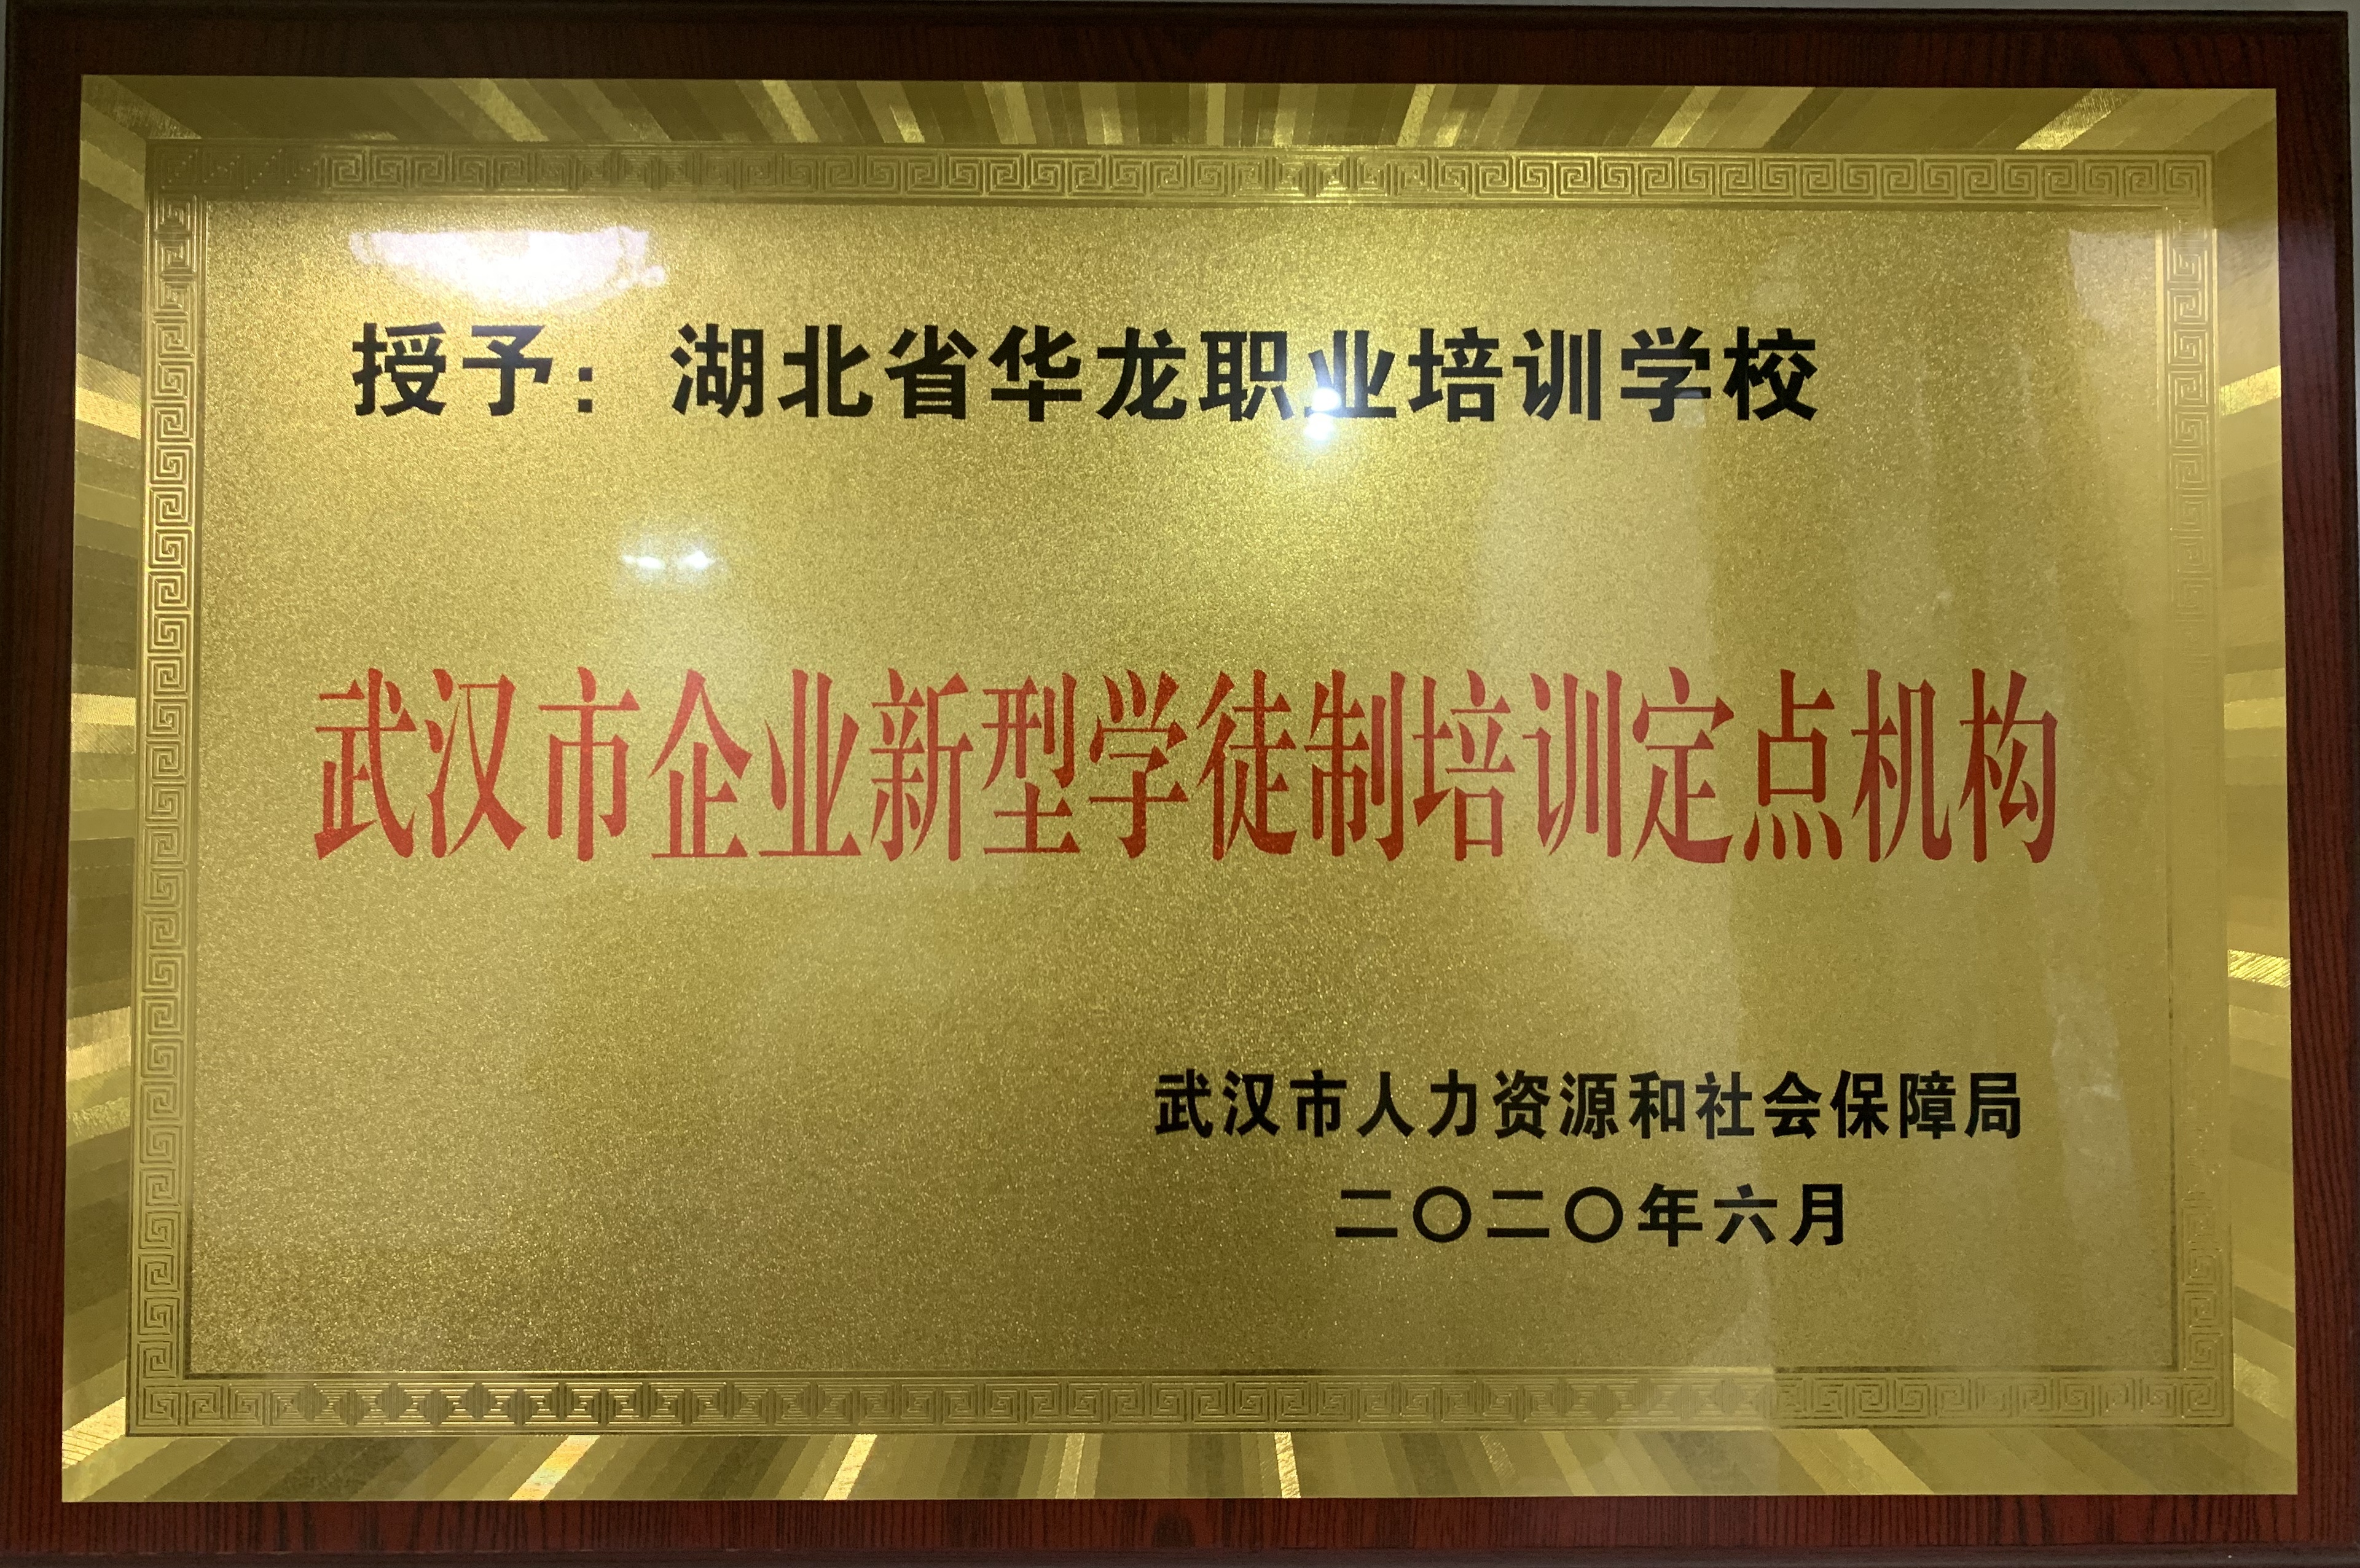 授予：湖北省华龙职业培训学校
武汉市企业新型学徒制培训定点机构
武汉市人力资源和社会保障局
二〇二〇年六月